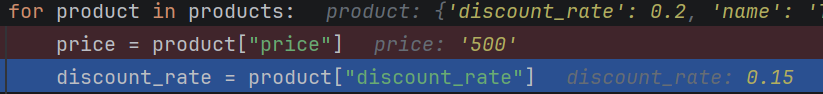 for product in products:   product: {'discount_rate': 0.2, 'name': '
    price = product["price"]   price: '500'
    discount_rate = product["discount_rate"]   discount_rate: 0.15